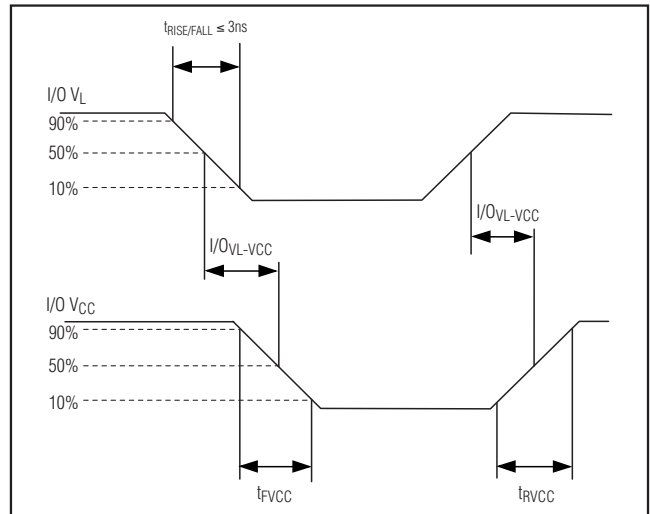 tRISE/FALL ≤ 3ns
I/O VL
90%
50%
10%
I/OVL-VCC
I/OVL-VCC
I/O VCC
90%
50%
10%
tFVCC
tRVCC